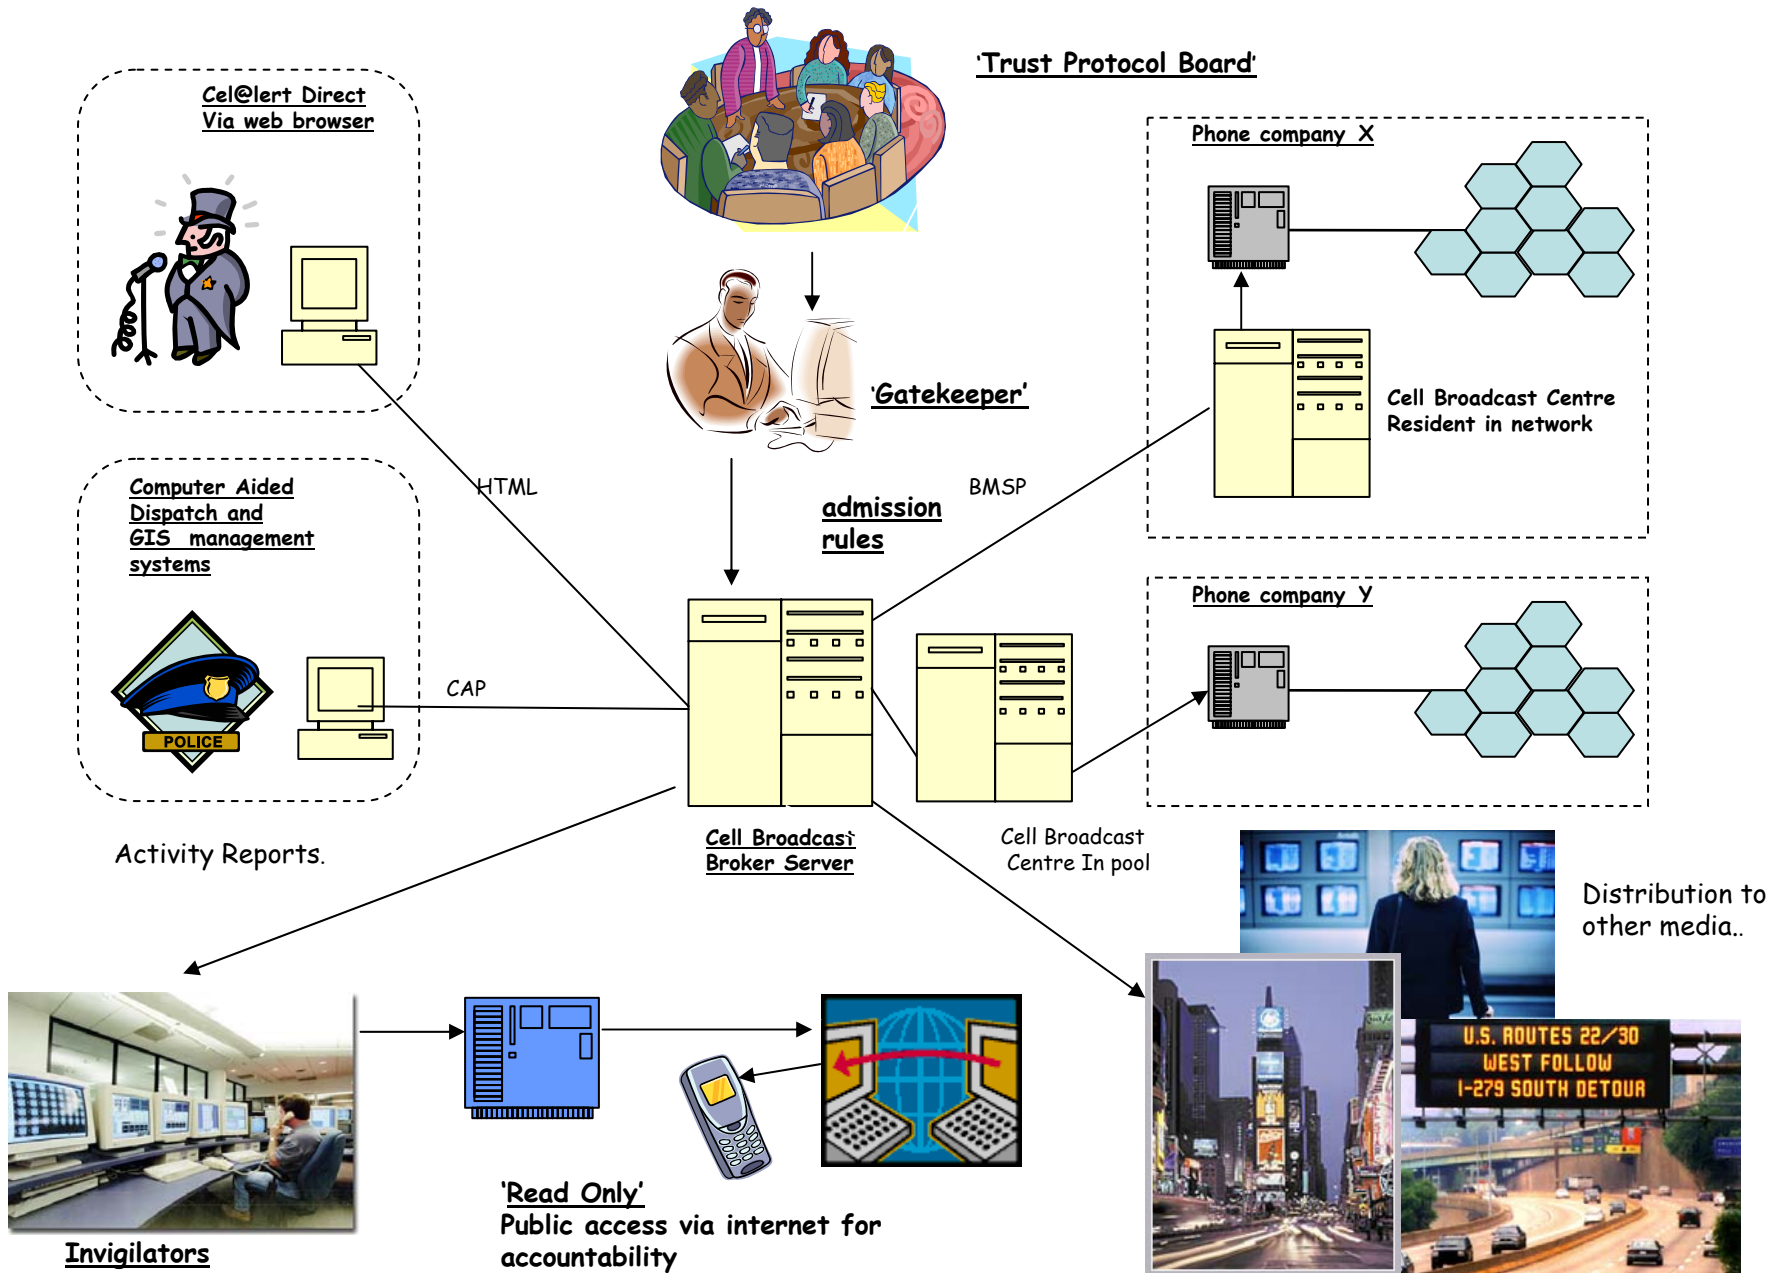 'Trust Protocol Board'
Cel@lert Direct
Via web browser
Phone company X
Cell Broadcast Centre
Resident in network
'Gatekeeper'
HTML
BMSP
admission
rules
Computer Aided
Dispatch and
GIS management
systems
POLICE
CAP
Phone company Y
Cell Broadcast
Broker Server
Cell Broadcast
Centre In pool
Activity Reports.
Distribution to
other media..
U.S. ROUTES 22/30
WEST FOLLOW
I-279 SOUTH DETOUR
'Read Only'
Public access via internet for
accountability
Invigilators